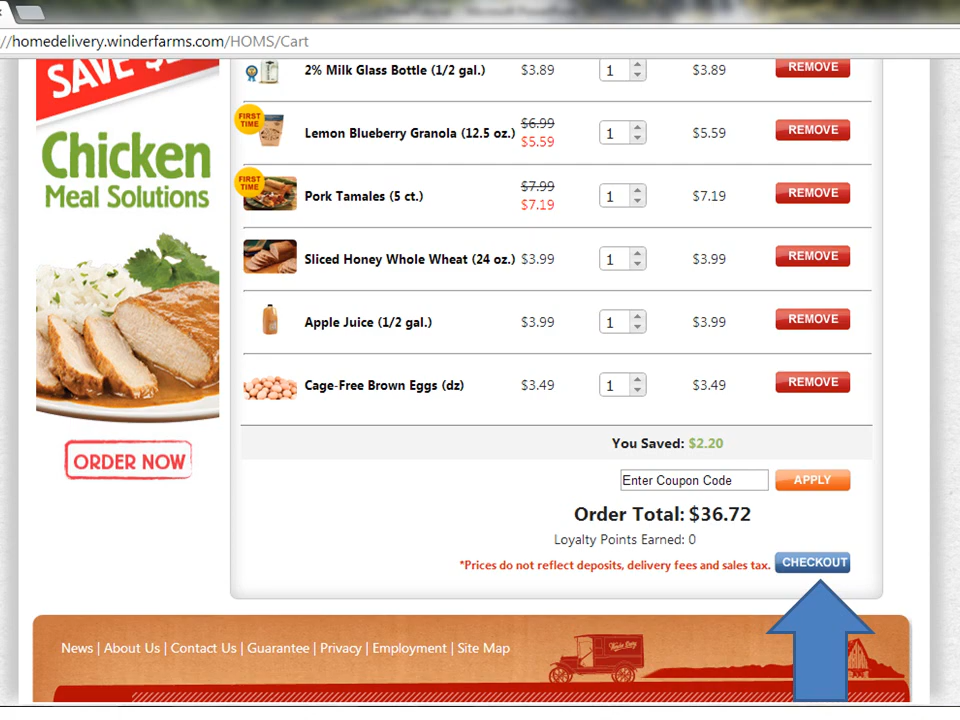 //homedelivery.winderfarms.com/HOMS/Cart
SAVE
Chicken
Meal Solutions
ORDER NOW
2% Milk Glass Bottle (1/2 gal.) $3.89 1 $3.89 REMOVE
FIRST TIME Lemon Blueberry Granola (12.5 oz.) $6.99 $5.59 1 $5.59 REMOVE
FIRST TIME Pork Tamales (5 ct.) $7.99 $7.19 1 $7.19 REMOVE
Sliced Honey Whole Wheat (24 oz.) $3.99 1 $3.99 REMOVE
Apple Juice (1/2 gal.) $3.99 1 $3.99 REMOVE
Cage-Free Brown Eggs (dz) $3.49 1 $3.49 REMOVE
You Saved: $2.20
Enter Coupon Code APPLY
Order Total: $36.72
Loyalty Points Earned: 0
*Prices do not reflect deposits, delivery fees and sales tax. CHECKOUT
News | About Us | Contact Us | Guarantee | Privacy | Employment | Site Map